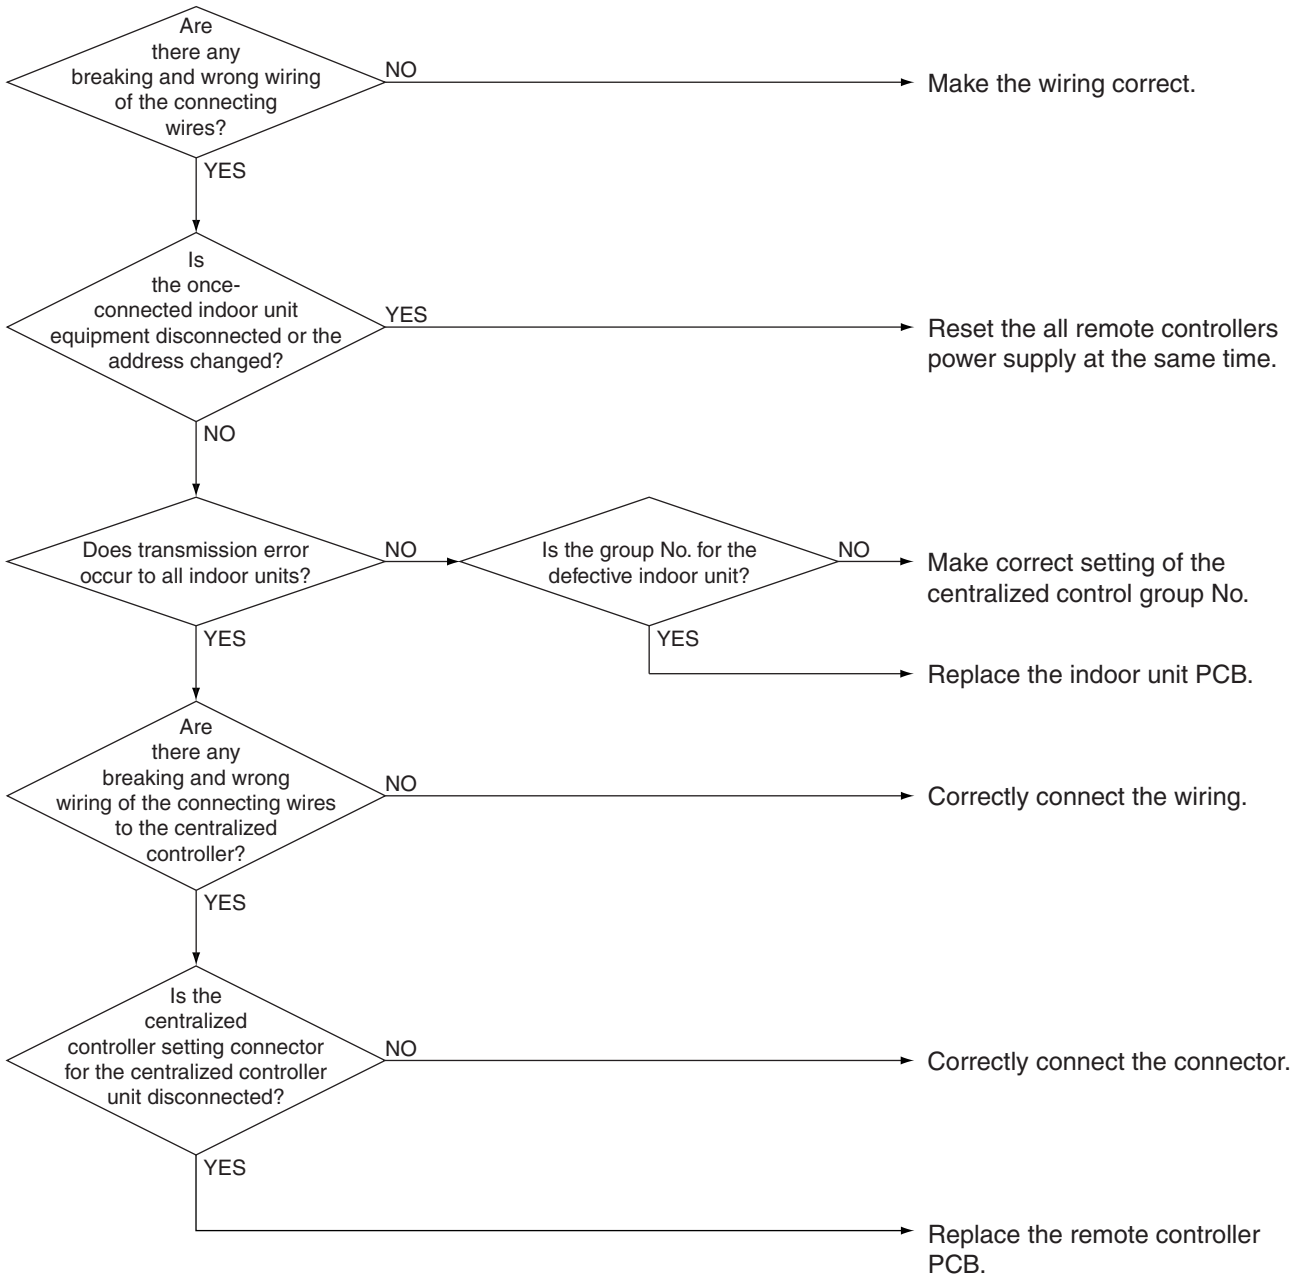 Are
there any
breaking and wrong wiring
of the connecting
wires?
NO
Make the wiring correct.
YES
Is
the once-
connected indoor unit
equipment disconnected or the
address changed?
YES
Reset the all remote controllers
power supply at the same time.
NO
Does transmission error
occur to all indoor units?
NO
Is the group No. for the
defective indoor unit?
NO
Make correct setting of the
centralized control group No.
YES
YES
Replace the indoor unit PCB.
Are
there any
breaking and wrong
wiring of the connecting wires
to the centralized
controller?
NO
Correctly connect the wiring.
YES
Is the
centralized
controller setting connector
for the centralized controller
unit disconnected?
NO
Correctly connect the connector.
YES
Replace the remote controller
PCB.